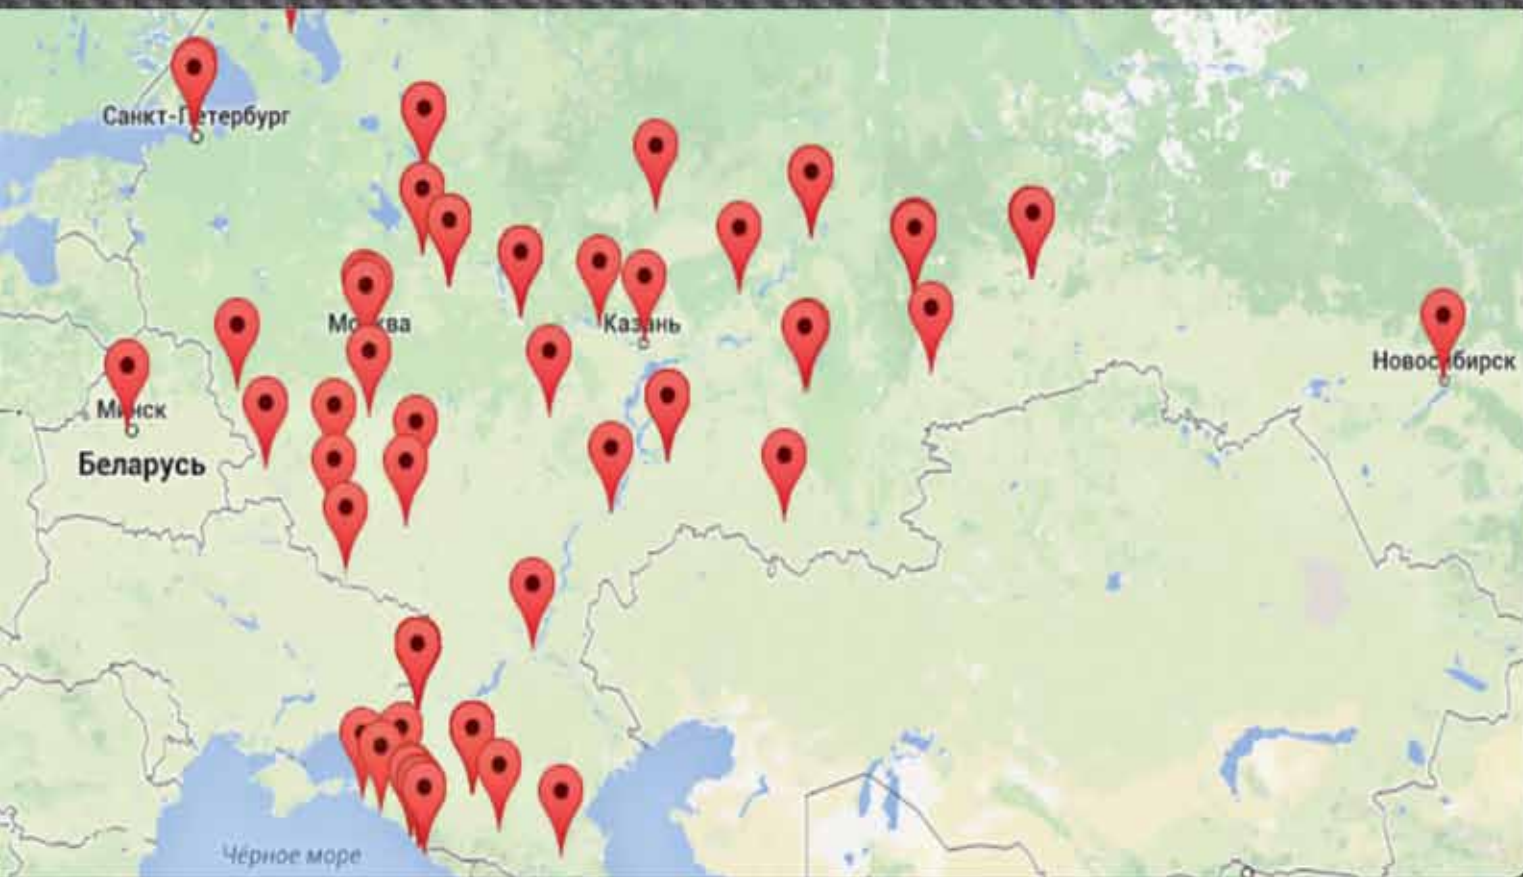 Санкт-Петербург
Москва
Казань
Новосибирск
Минск
Беларусь
Чёрное море